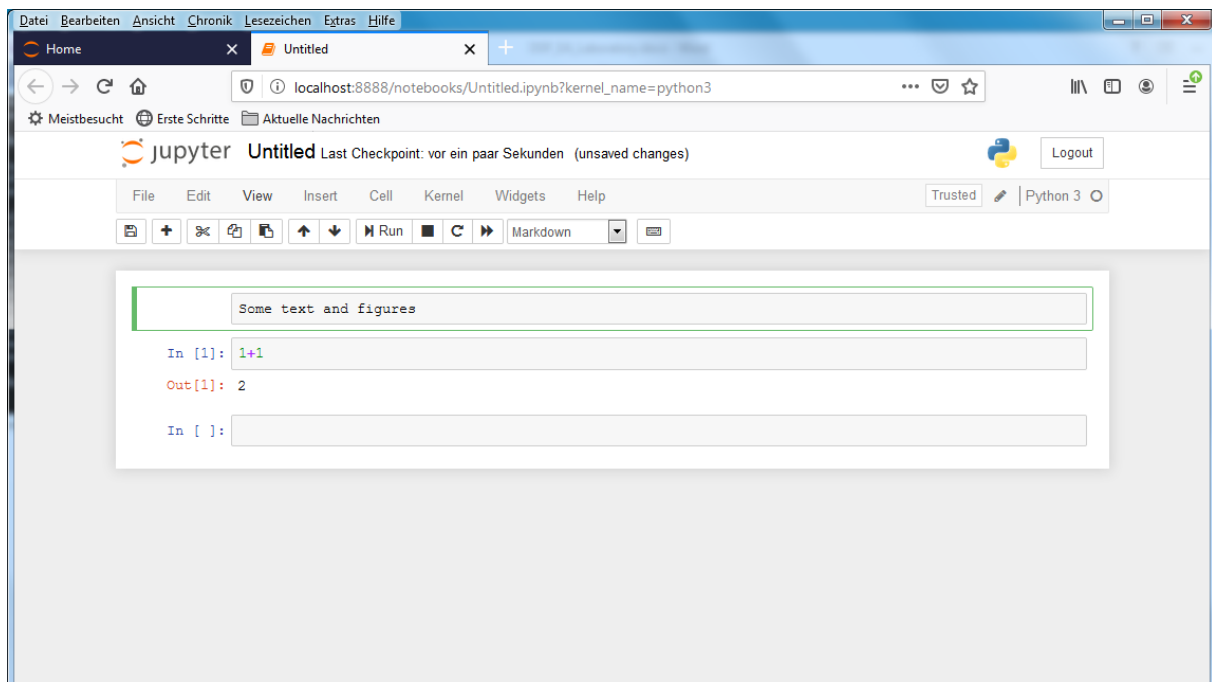 Datei Bearbeiten Ansicht Chronik Lesezeichen Extras Hilfe
Home Untitled
localhost:8888/notebooks/Untitled.ipynb?kernel_name=python3
Meistbesucht Erste Schritte Aktuelle Nachrichten
jupyter Untitled Last Checkpoint: vor ein paar Sekunden (unsaved changes) Logout
File Edit View Insert Cell Kernel Widgets Help Trusted Python 3
Run Markdown
Some text and figures
In [1]: 1+1
Out[1]: 2
In [ ]: